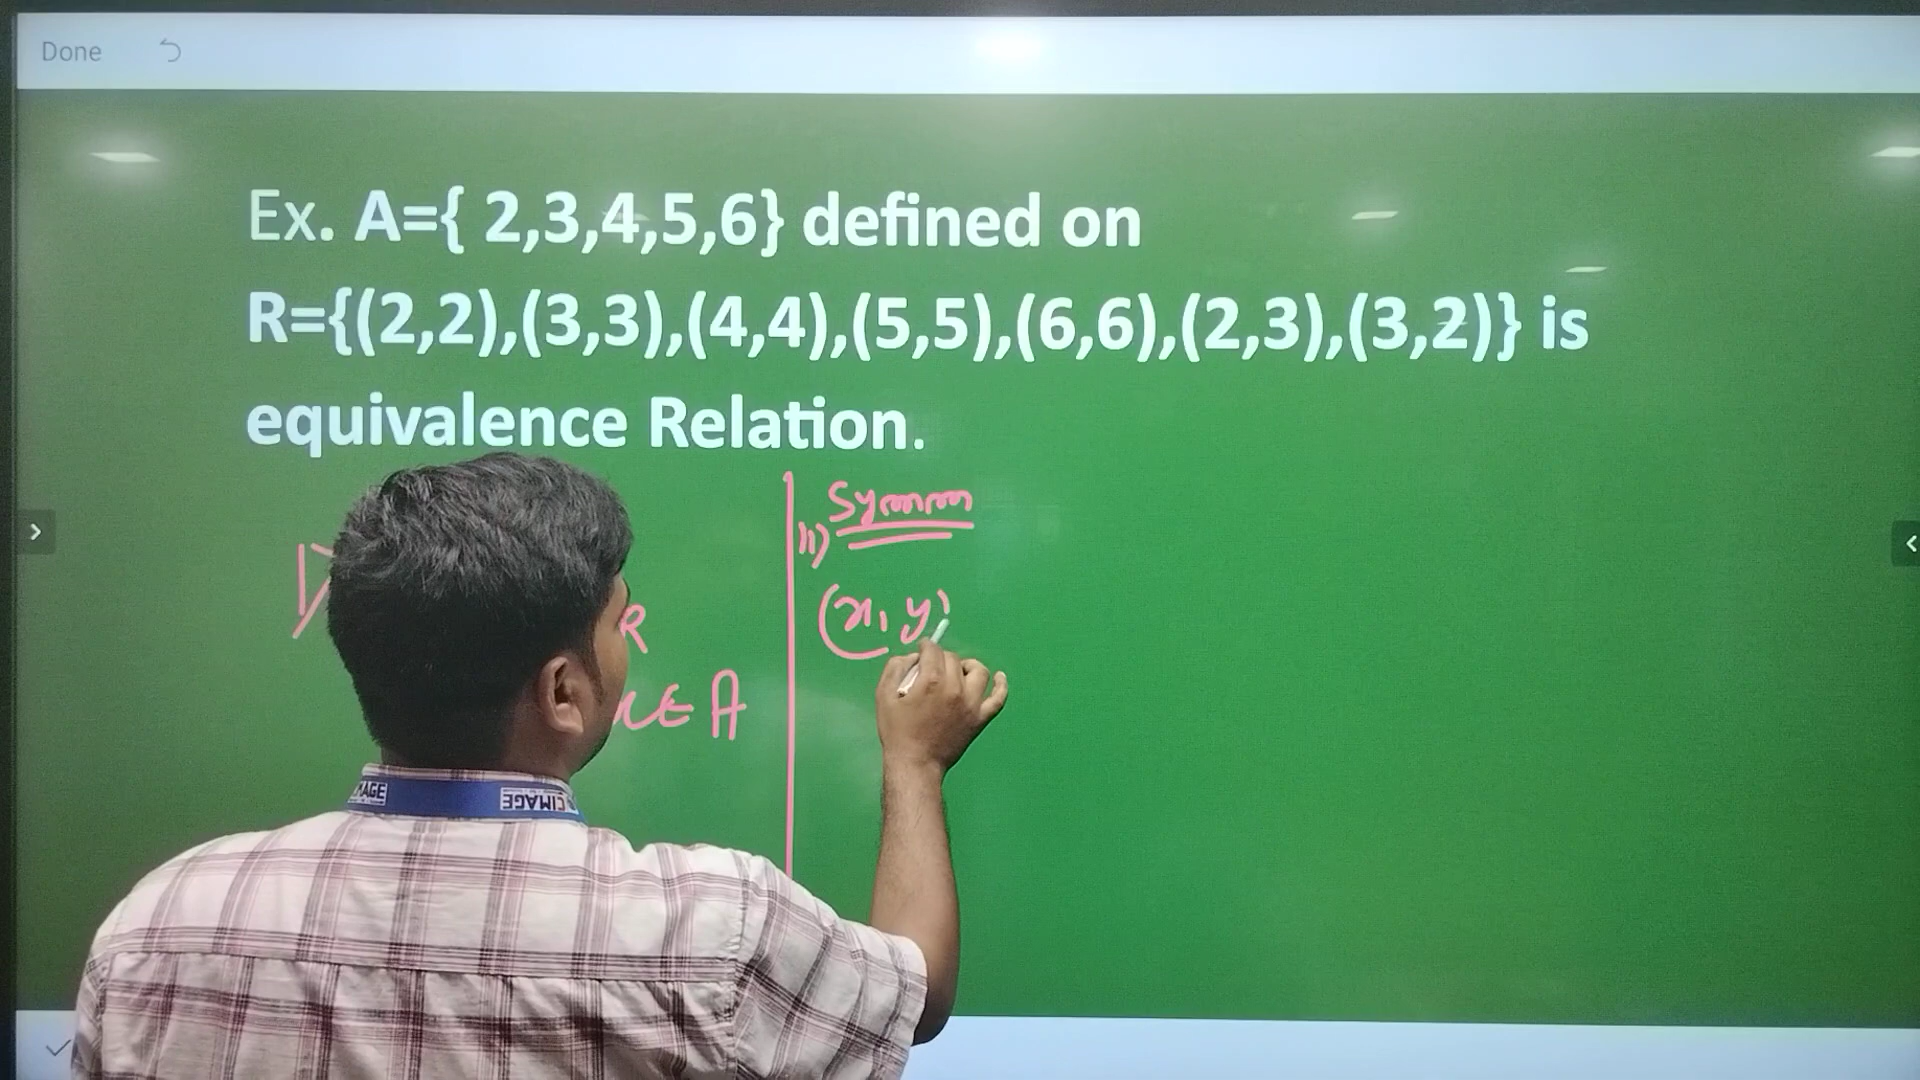 Done
Ex. A={ 2,3,4,5,6} defined on
R={(2,2),(3,3),(4,4),(5,5),(6,6),(2,3),(3,2)} is
equivalence Relation.
R
x∈ A
Symm
ii)
(x, y)
CIMAGE